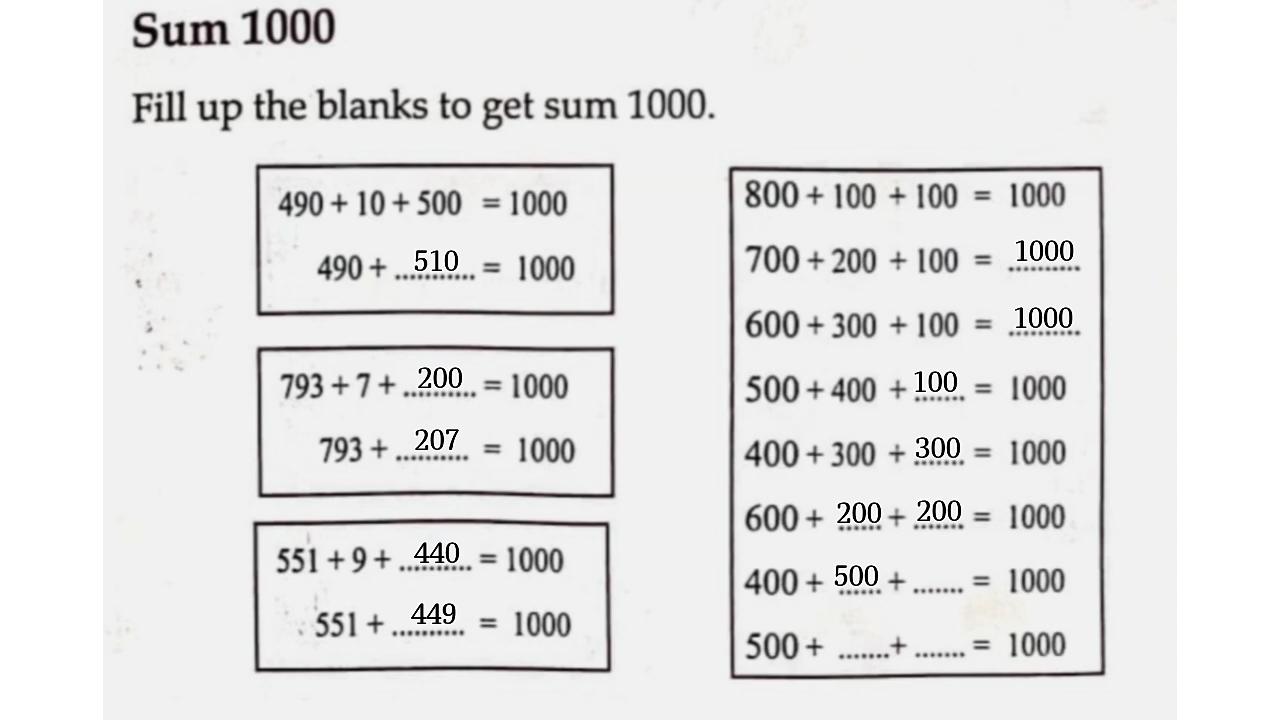 Sum 1000
Fill up the blanks to get sum 1000.
490 + 10 + 500 = 1000
490 + ..510.. = 1000
793 + 7 + ..200.. = 1000
793 + ..207.. = 1000
551 + 9 + ..440.. = 1000
551 + ..449.. = 1000
800 + 100 + 100 = 1000
700 + 200 + 100 = 1000
600 + 300 + 100 = 1000
500 + 400 + 100 = 1000
400 + 300 + 300 = 1000
600 + 200 + 200 = 1000
400 + 500 + ....... = 1000
500 + .......+ ....... = 1000